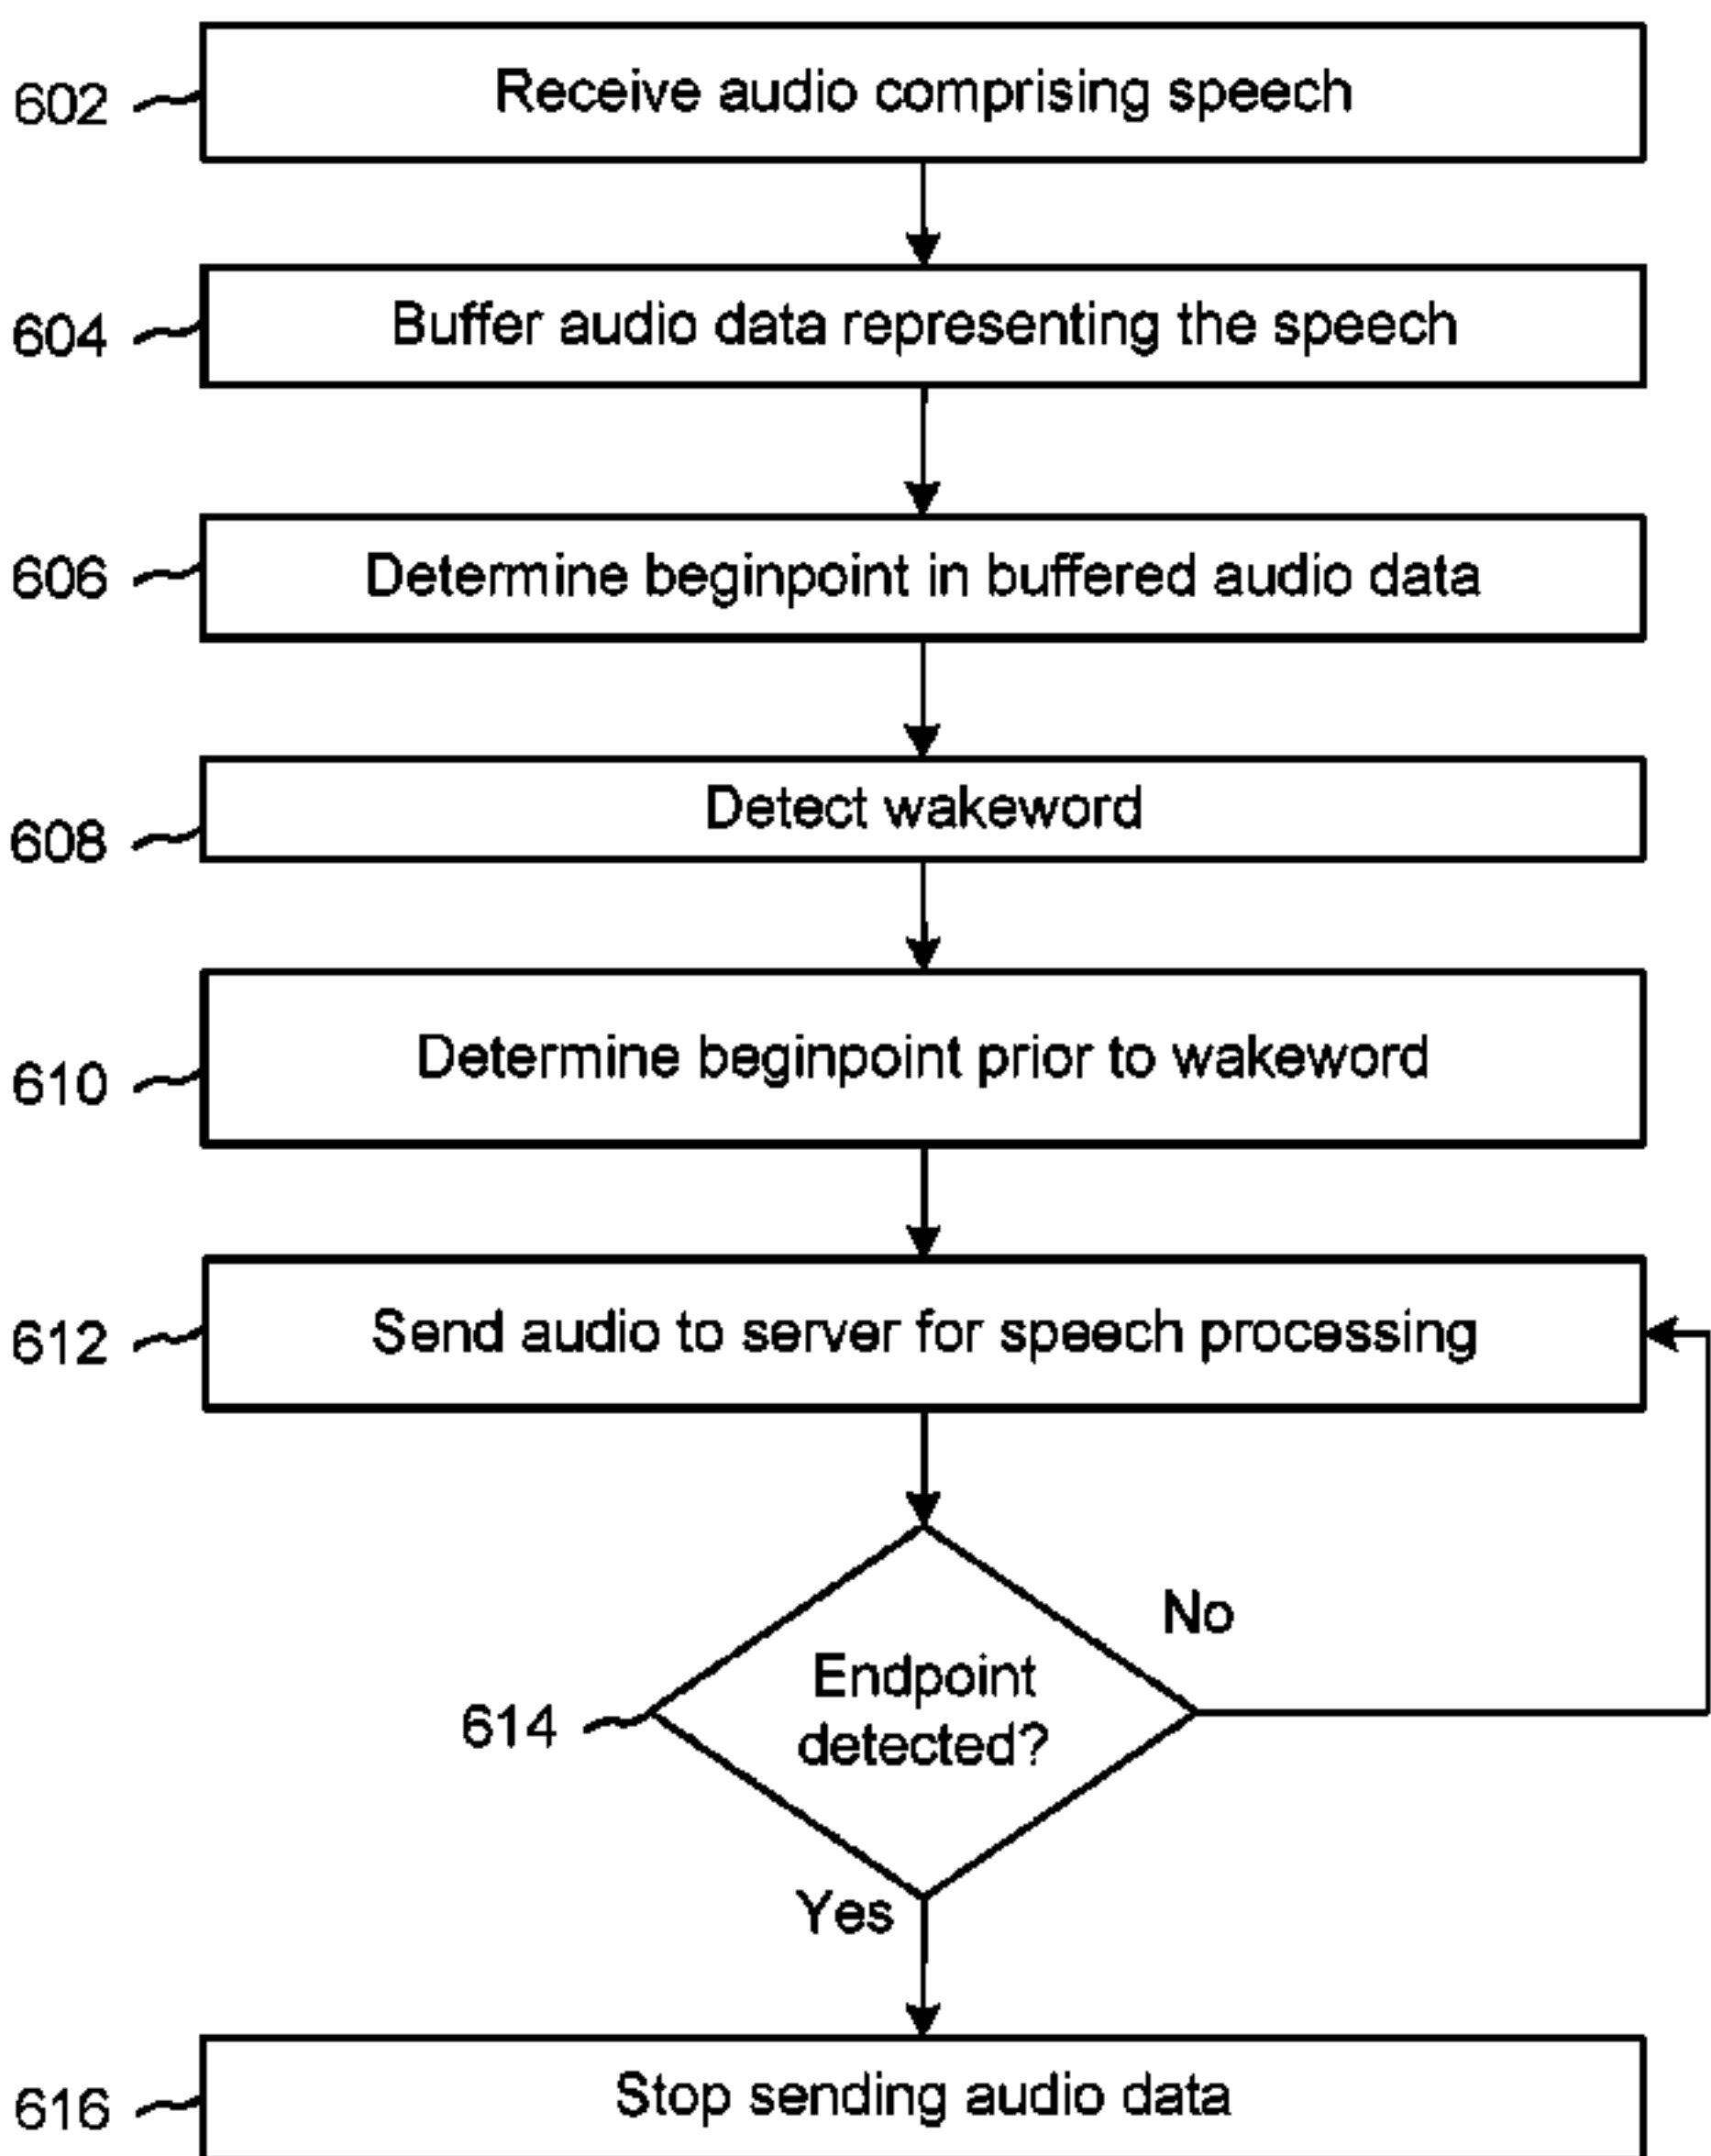 602 Receive audio comprising speech
604 Buffer audio data representing the speech
606 Determine beginpoint in buffered audio data
608 Detect wakeword
610 Determine beginpoint prior to wakeword
612 Send audio to server for speech processing
No
614 Endpoint
detected?
Yes
616 Stop sending audio data